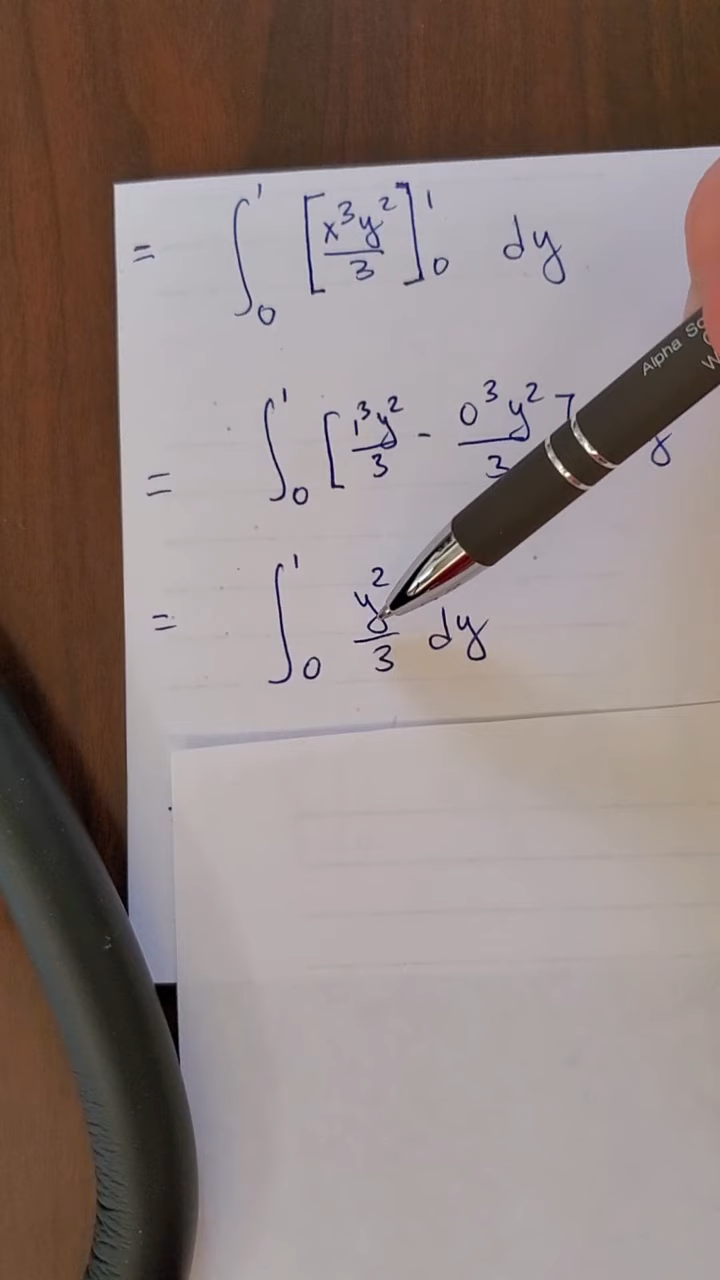 = ∫₀¹ [x³y²/3]₀¹ dy
= ∫₀¹ [1³y²/3 - 0³y²/3] y
= ∫₀¹ y²/3 dy
Alpha